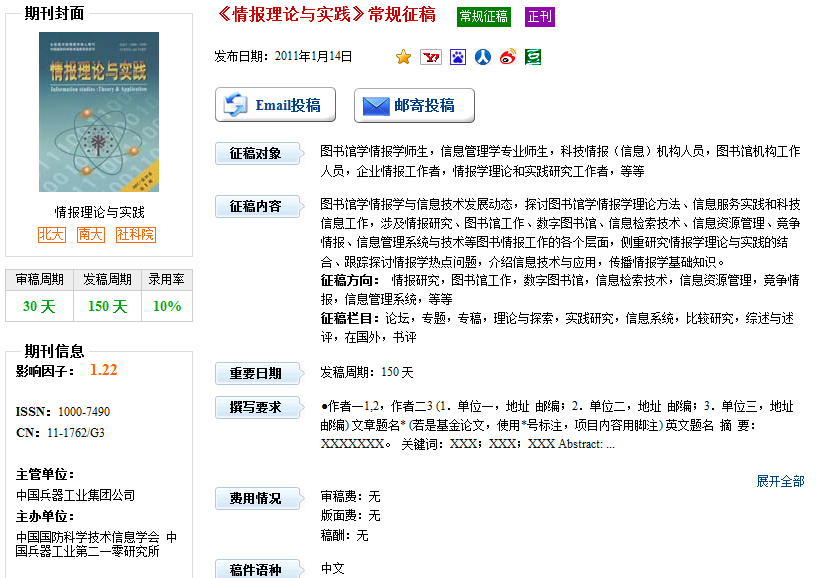 期刊封面
情报理论与实践
Information studies :Theory & Application
情报理论与实践
北大 南大 社科院
审稿周期 发稿周期 录用率
30 天 150 天 10%
期刊信息
影响因子： 1.22
ISSN：1000-7490
CN：11-1762/G3
主管单位:
中国兵器工业集团公司
主办单位:
中国国防科学技术信息学会 中
国兵器工业第二一零研究所
《情报理论与实践》常规征稿 常规征稿 正刊
发布日期：2011年1月14日
Email投稿 邮寄投稿
征稿对象
图书馆学情报学师生，信息管理学专业师生，科技情报（信息）机构人员，图书馆机构工作
人员，企业情报工作者，情报学理论和实践研究工作者，等等
征稿内容
图书馆学情报学与信息技术发展动态，探讨图书馆学情报学理论方法、信息服务实践和科技
信息工作，涉及情报研究、图书馆工作、数字图书馆、信息检索技术、信息资源管理、竞争
情报、信息管理系统与技术等图书情报工作的各个层面，侧重研究情报学理论与实践的结
合、跟踪探讨情报学热点问题，介绍信息技术与应用，传播情报学基础知识。
征稿方向： 情报研究，图书馆工作，数字图书馆，信息检索技术，信息资源管理，竞争情
报，信息管理系统，等等
征稿栏目：论坛，专题，专稿，理论与探索，实践研究，信息系统，比较研究，综述与述
评，在国外，书评
重要日期
发稿周期：150 天
撰写要求
●作者一1,2，作者二3 (1．单位一，地址 邮编；2．单位二，地址 邮编；3．单位三，地址
邮编) 文章题名* (若是基金论文，使用*号标注，项目内容用脚注) 英文题名 摘 要：
XXXXXXX。 关键词：XXX；XXX；XXX Abstract: ...
展开全部
费用情况
审稿费：无
版面费：无
稿酬：无
稿件语种
中文